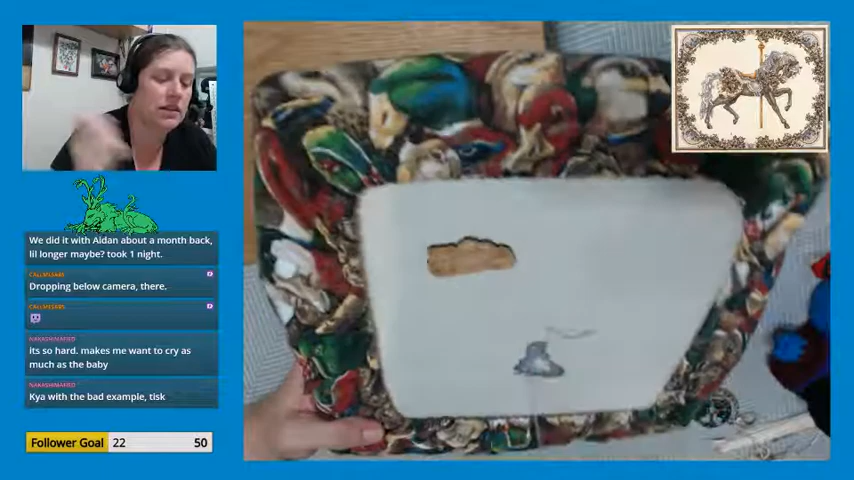 We did it with Aidan about a month back,
lil longer maybe? took 1 night.
Dropping below camera, there.
NAKASHIMAFIED
its so hard. makes me want to cry as
much as the baby
NAKASHIMAFIED
Kya with the bad example, tisk
Follower Goal 22 50